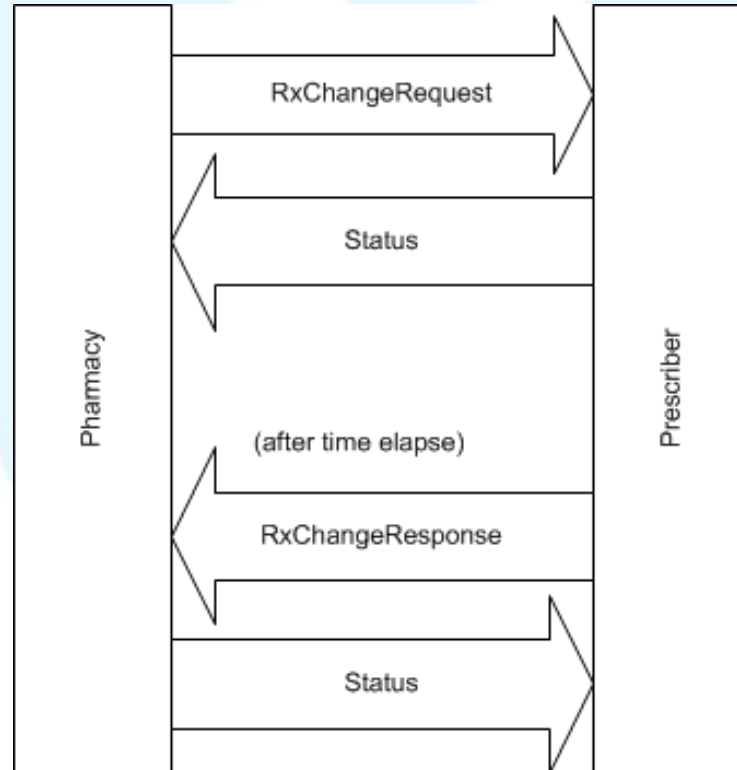 RxChangeRequest
Status
Pharmacy
Prescriber
(after time elapse)
RxChangeResponse
Status